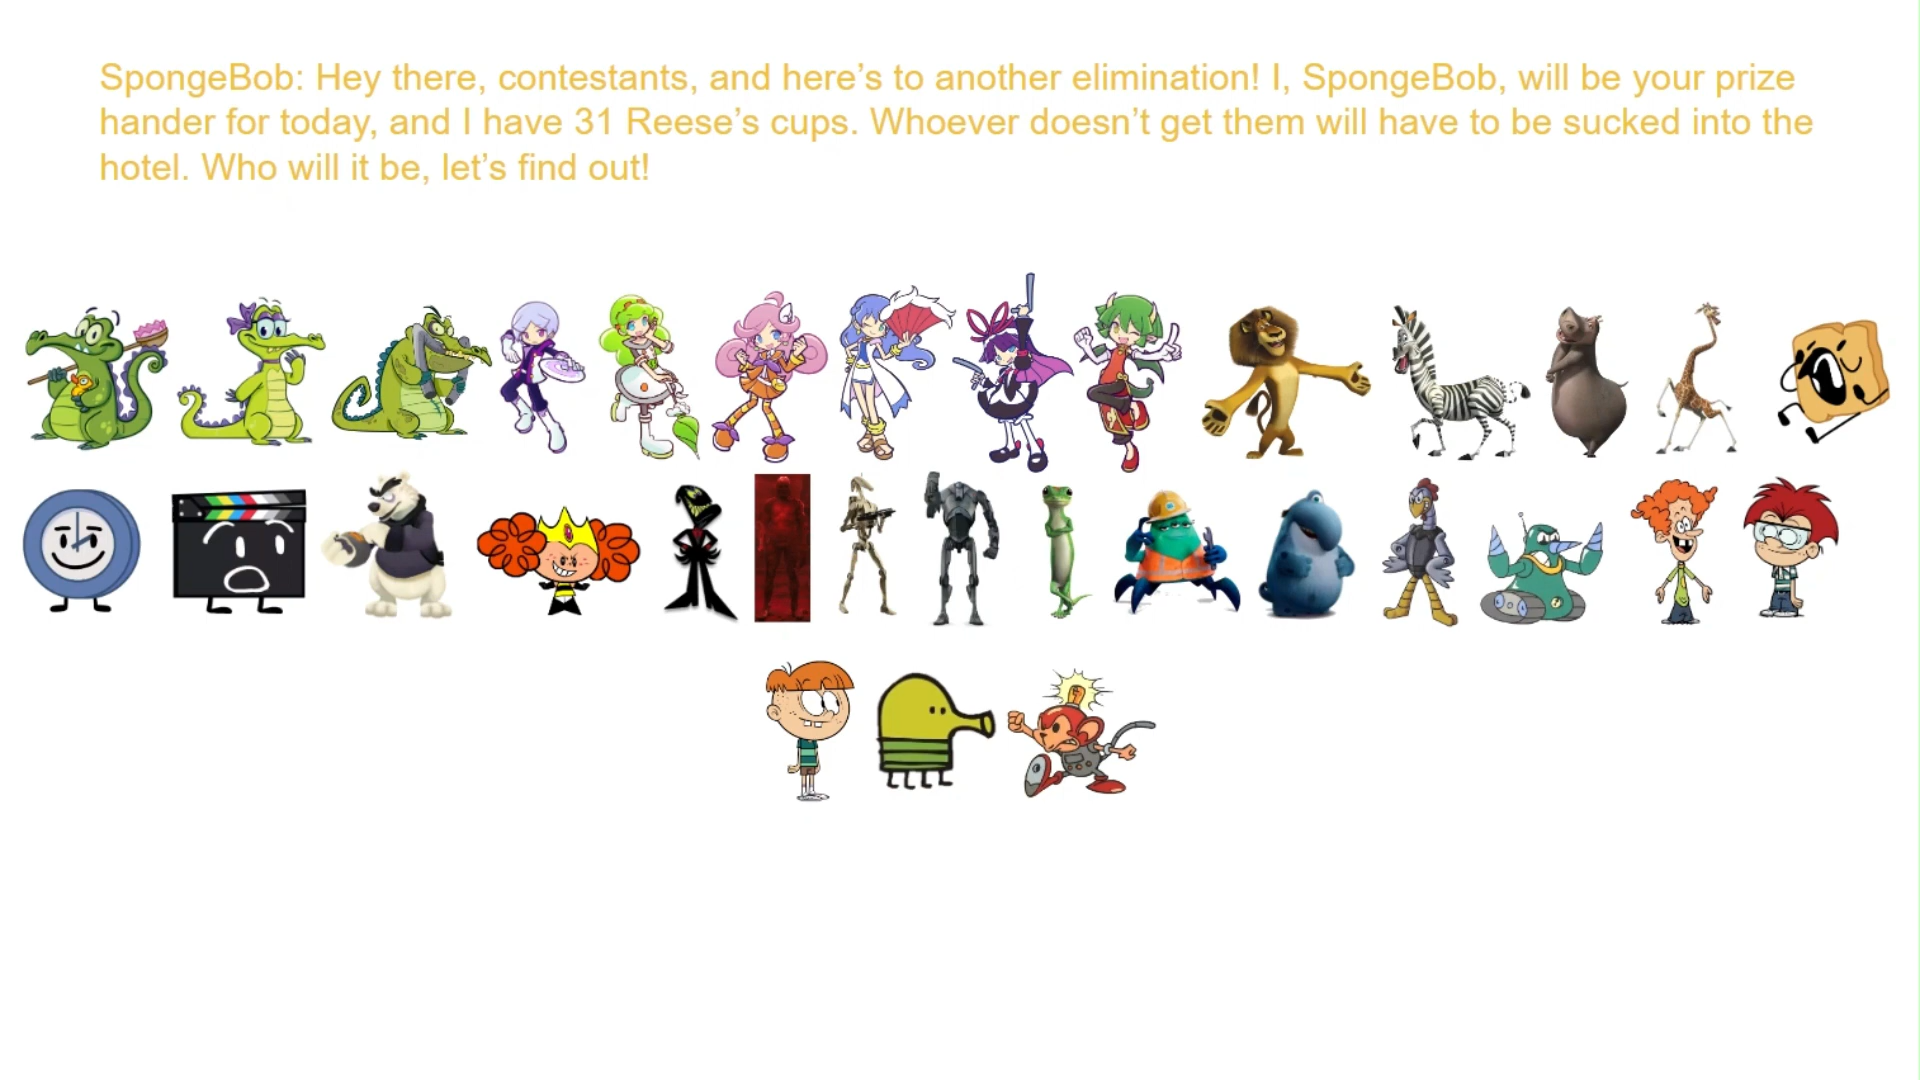 SpongeBob: Hey there, contestants, and here’s to another elimination! I, SpongeBob, will be your prize
hander for today, and I have 31 Reese’s cups. Whoever doesn’t get them will have to be sucked into the
hotel. Who will it be, let’s find out!